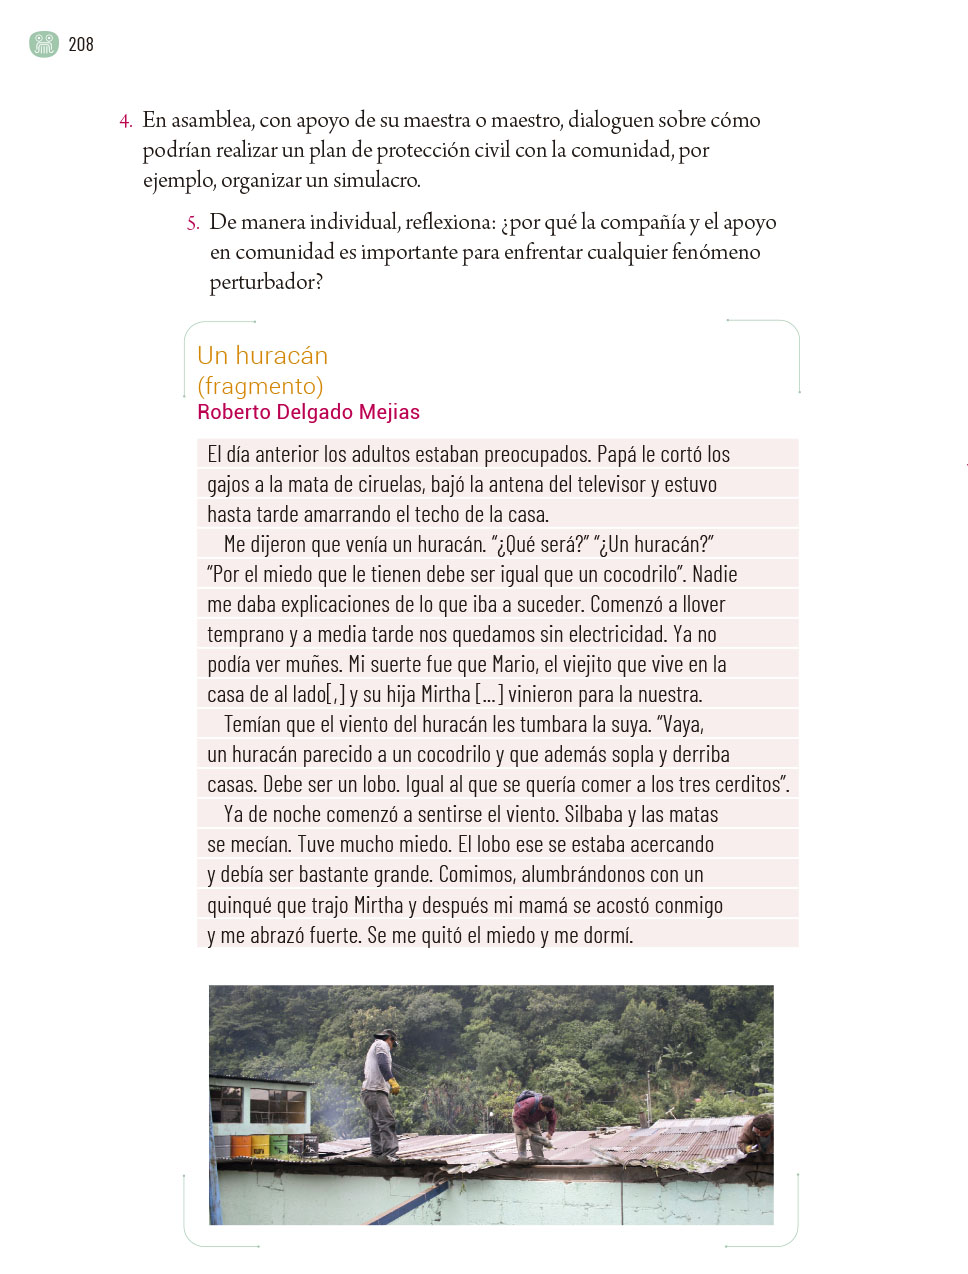 208
4. En asamblea, con apoyo de su maestra o maestro, dialoguen sobre cómo
podrían realizar un plan de protección civil con la comunidad, por
ejemplo, organizar un simulacro.
5. De manera individual, reflexiona: ¿por qué la compañía y el apoyo
en comunidad es importante para enfrentar cualquier fenómeno
perturbador?
Un huracán
(fragmento)
Roberto Delgado Mejias
El día anterior los adultos estaban preocupados. Papá le cortó los
gajos a la mata de ciruelas, bajó la antena del televisor y estuvo
hasta tarde amarrando el techo de la casa.
Me dijeron que venía un huracán. “¿Qué será?” “¿Un huracán?”
“Por el miedo que le tienen debe ser igual que un cocodrilo”. Nadie
me daba explicaciones de lo que iba a suceder. Comenzó a llover
temprano y a media tarde nos quedamos sin electricidad. Ya no
podía ver muñes. Mi suerte fue que Mario, el viejito que vive en la
casa de al lado[,] y su hija Mirtha [...] vinieron para la nuestra.
Temían que el viento del huracán les tumbara la suya. “Vaya,
un huracán parecido a un cocodrilo y que además sopla y derriba
casas. Debe ser un lobo. Igual al que se quería comer a los tres cerditos”.
Ya de noche comenzó a sentirse el viento. Silbaba y las matas
se mecían. Tuve mucho miedo. El lobo ese se estaba acercando
y debía ser bastante grande. Comimos, alumbrándonos con un
quinqué que trajo Mirtha y después mi mamá se acostó conmigo
y me abrazó fuerte. Se me quitó el miedo y me dormí.